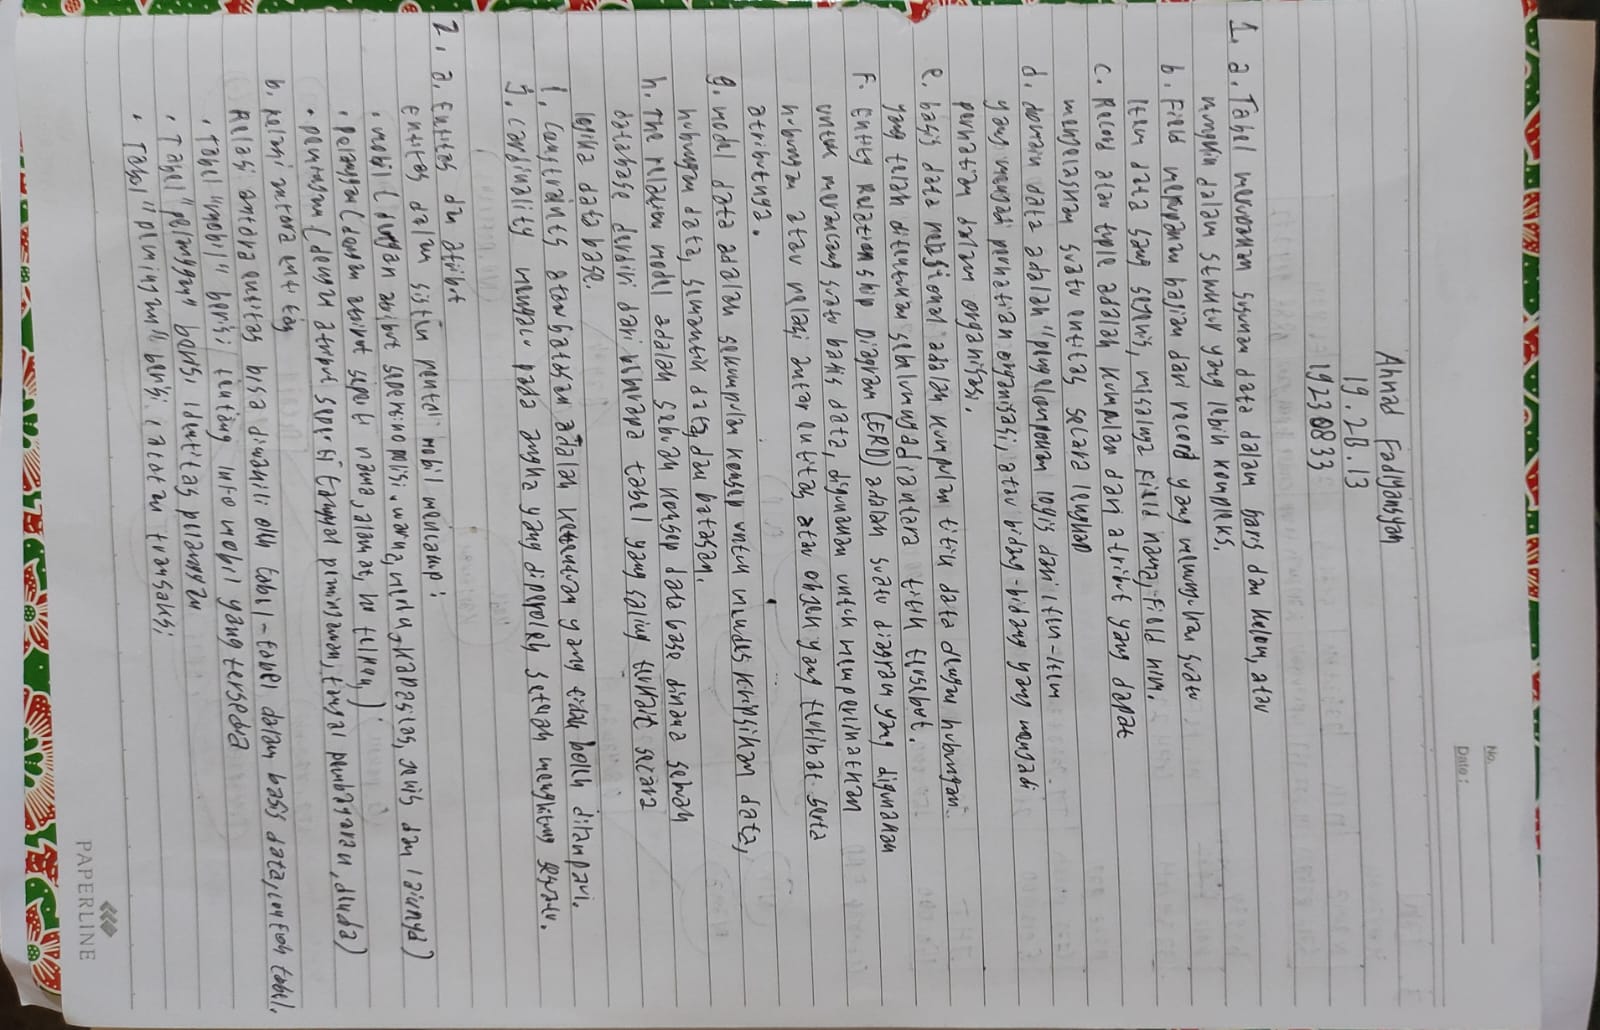 No.
Date :
Ahmad Fadlyansyah
19.2B.13
19230833
1. a. Tabel merupakan susunan data dalam baris dan kolom, atau
mungkin dalam struktur yang lebih kompleks.
b. Field merupakan bagian dari record yang menunjukan suatu
item data yang sejenis, misalnya Field nama, Field nim.
c. Record atau tuple adalah kumpulan dari atribut yang dapat
menjelaskan suatu entitas secara lengkap
d. domain data adalah "pengelompokan logis dari item-item
yang menjadi perhatian organisasi, atau bidang-bidang yang menjadi
perhatian dalam organisasi.
e. basis data relasional adalah kumpulan titik data dengan hubungan
yang telah ditentukan sebelumnya diantara titik tersebut.
F. Entity Relationship Diagram (ERD) adalah suatu diagram yang digunakan
untuk merancang suatu basis data, digunakan untuk memperlihatkan
hubungan atau relasi antar entitas atau objek yang terlibat serta
atributnya.
g. model data adalah sekumpulan konsep untuk mendeskripsikan data,
hubungan data, semantik data, dan batasan.
h. The relation model adalah sebuah konsep data base dimana sebuah
database terdiri dari beberapa tabel yang saling terkait secara
logika data base.
i. Constraints atau batasan adalah ketentuan yang tidak boleh dilampaui.
J. Cardinality mengacu pada angka yang diperoleh setelah menghitung sesuatu.
2. a. Entitas dan atribut
Entitas dalam sistem rental mobil mencakup :
• mobil (dengan atribut seperti no polisi, warna, merk, kapasitas, jenis dan lainnya)
• Pelanggan (dengan atribut seperti nama, alamat, no telpon,)
• peminjaman (dengan atribut seperti tanggal peminjaman, tanggal pembayaran, denda)
b. Relasi antara entitas
Relasi antara entitas bisa diwakili oleh tabel-tabel dalam basis data, contoh tabel.
• Tabel "mobil" berisi tentang info mobil yang tersedia
• Tabel "pelanggan" berisi identitas pelanggan
• Tabel "peminjaman" berisi catatan transaksi
PAPERLINE